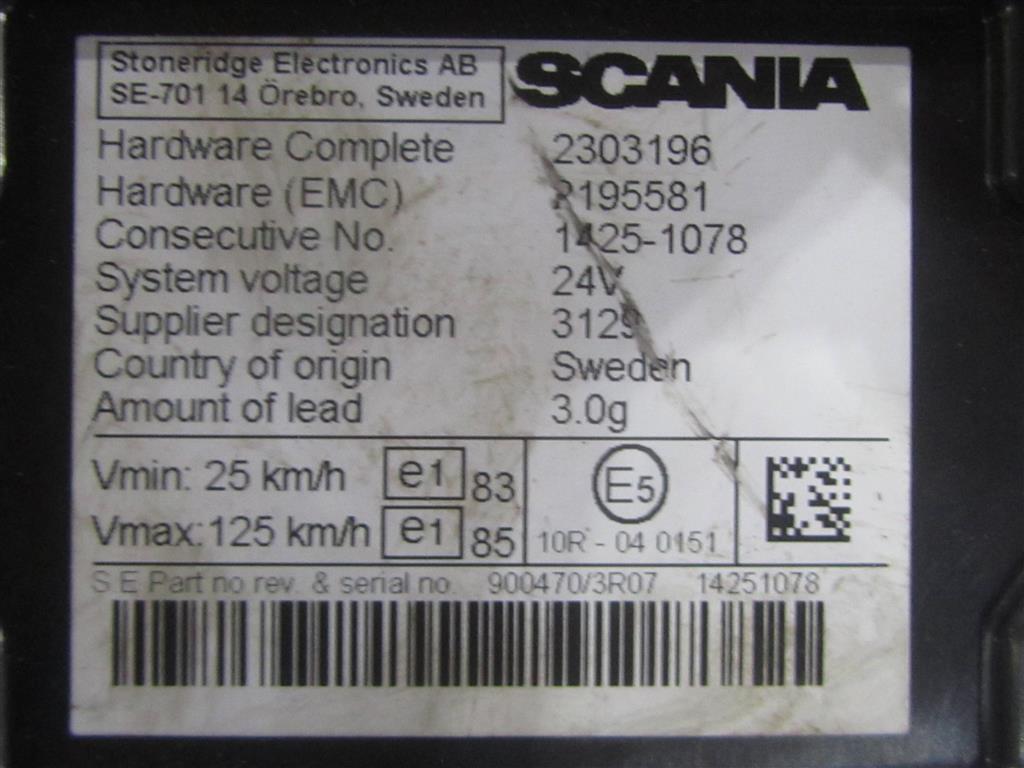 Stoneridge Electronics AB
SE-701 14 Örebro, Sweden
SCANIA
Hardware Complete 2303196
Hardware (EMC) 2195581
Consecutive No. 1425-1078
System voltage 24V
Supplier designation 3129
Country of origin Sweden
Amount of lead 3.0g
Vmin: 25 km/h e1 83
Vmax: 125 km/h e1 85
E5
10R - 04 0151
S E Part no rev. & serial no. 900470/3R07 14251078